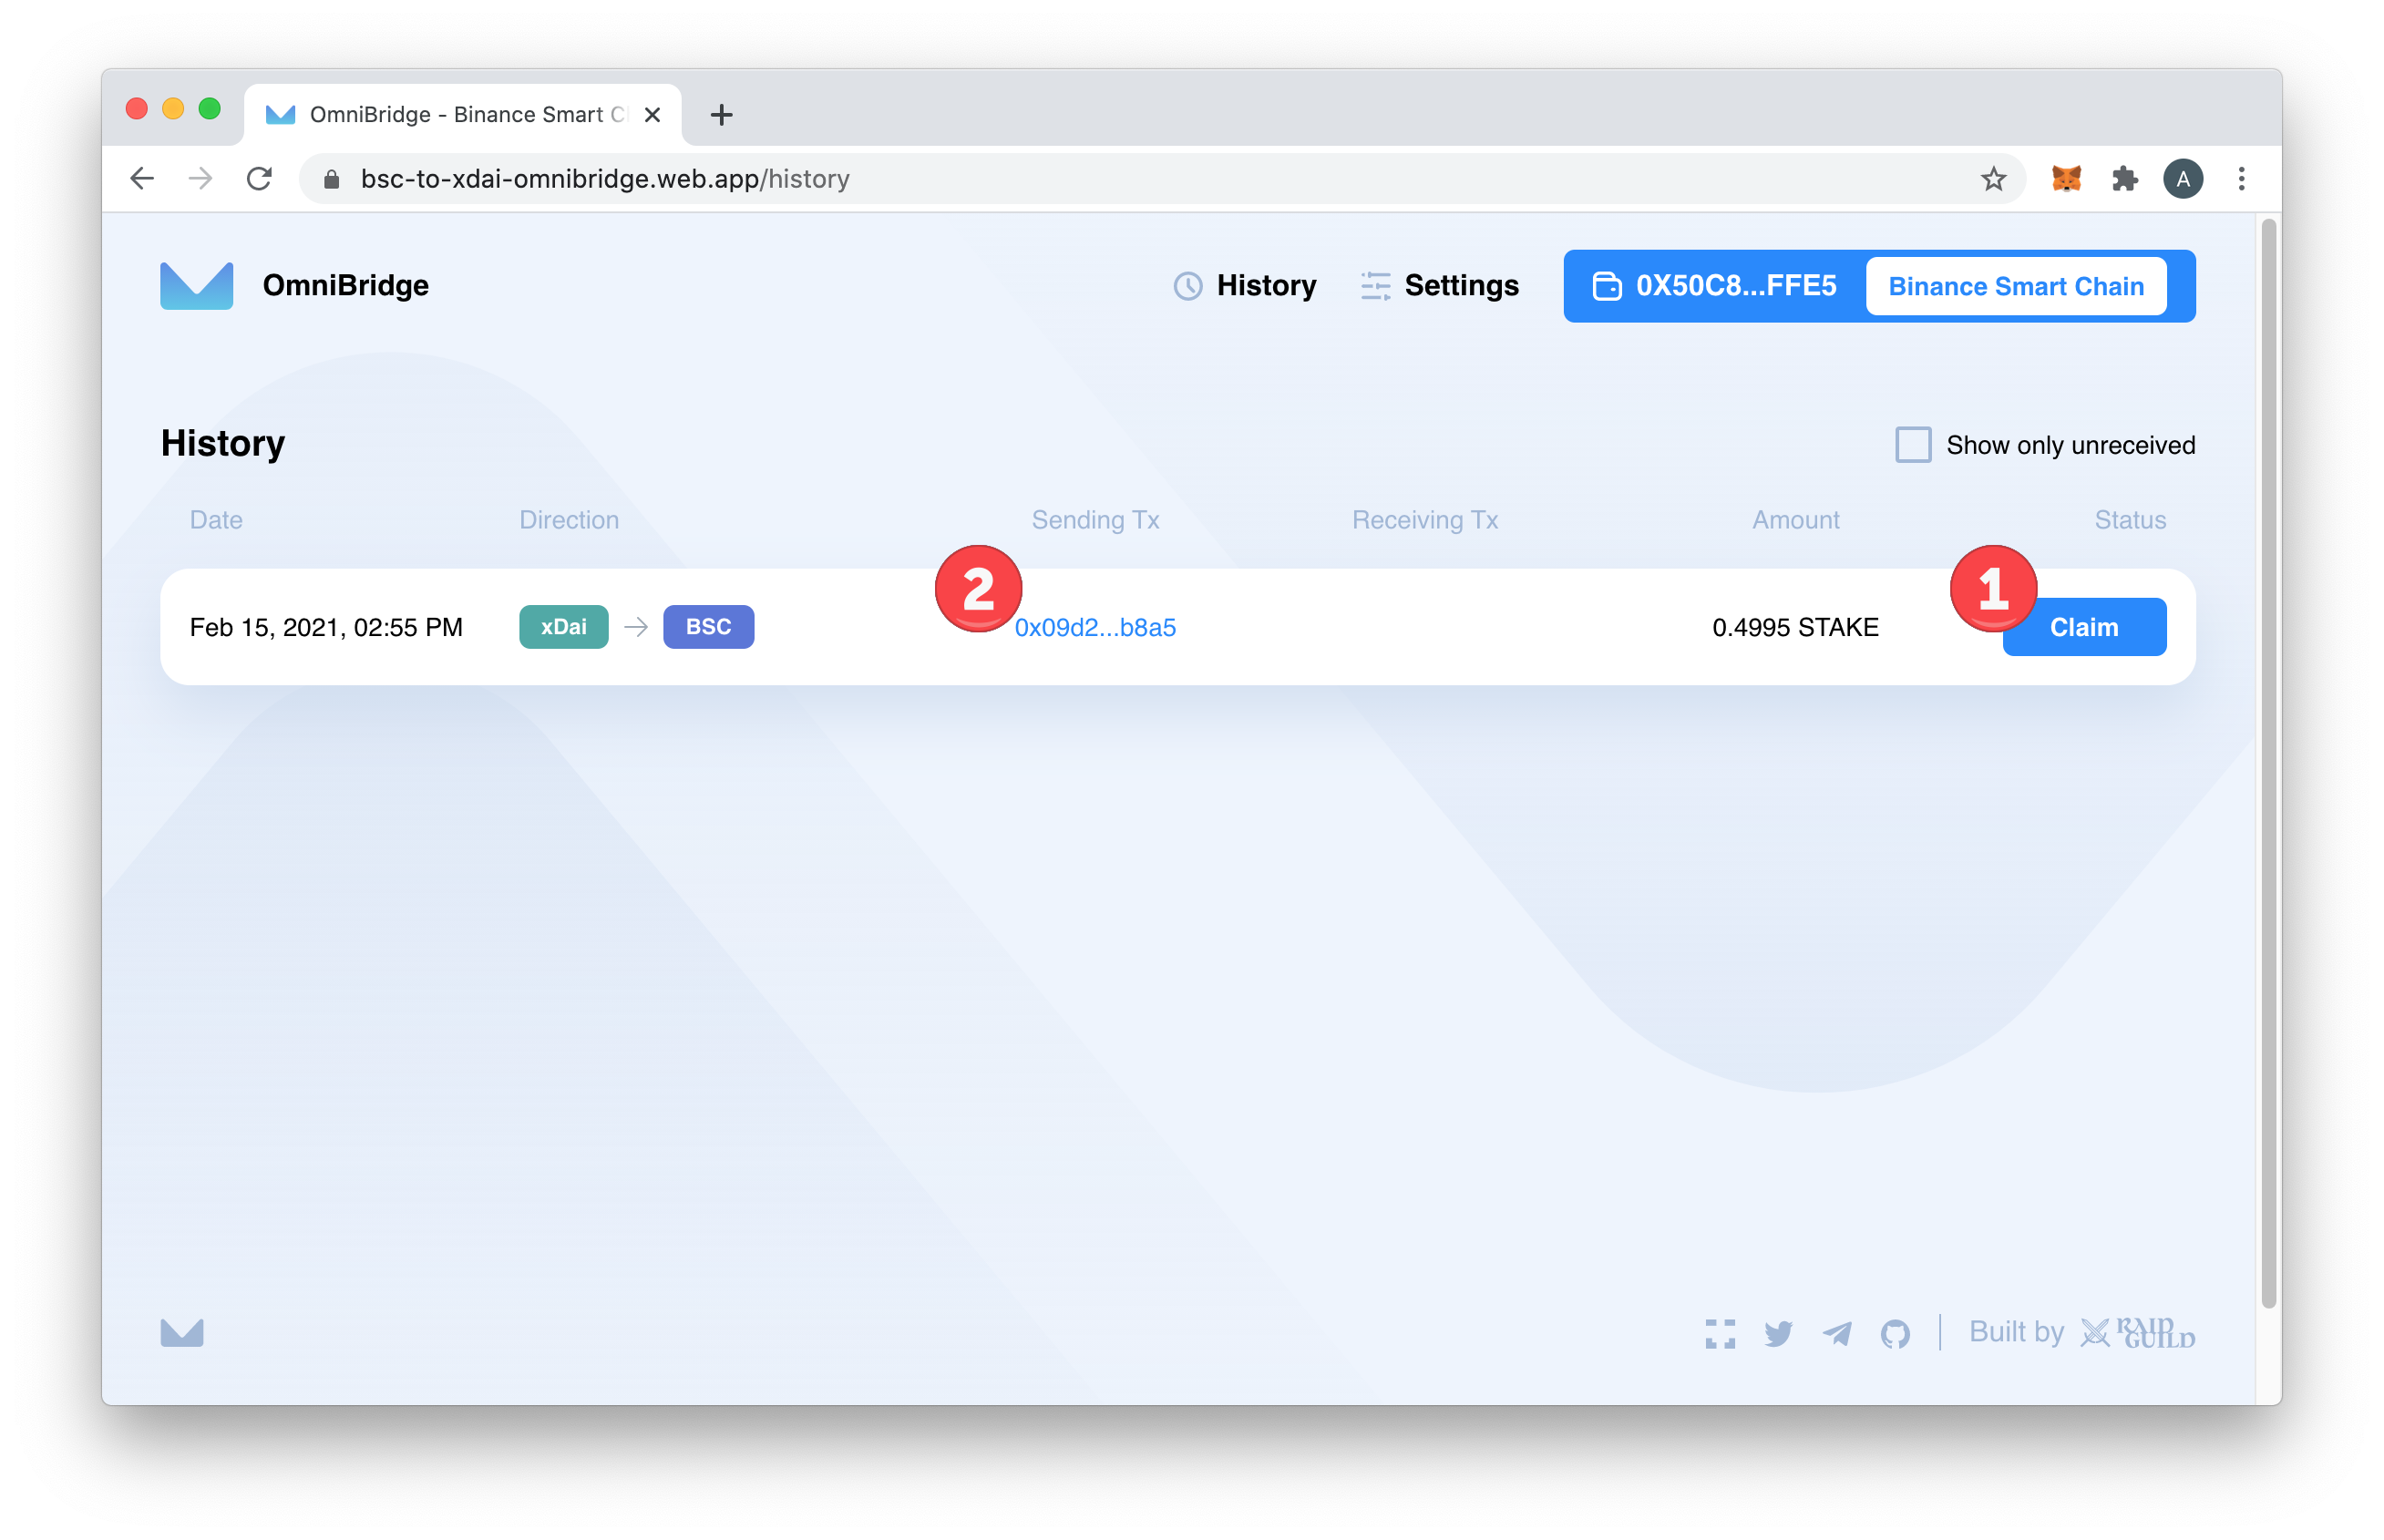 OmniBridge - Binance Smart C
bsc-to-xdai-omnibridge.web.app/history
A
OmniBridge
History
Settings
0X50C8...FFE5
Binance Smart Chain
History
Show only unreceived
Date
Direction
Sending Tx
Receiving Tx
Amount
Status
2
1
Feb 15, 2021, 02:55 PM
xDai
BSC
0x09d2...b8a5
0.4995 STAKE
Claim
Built by
RAID
GUILD